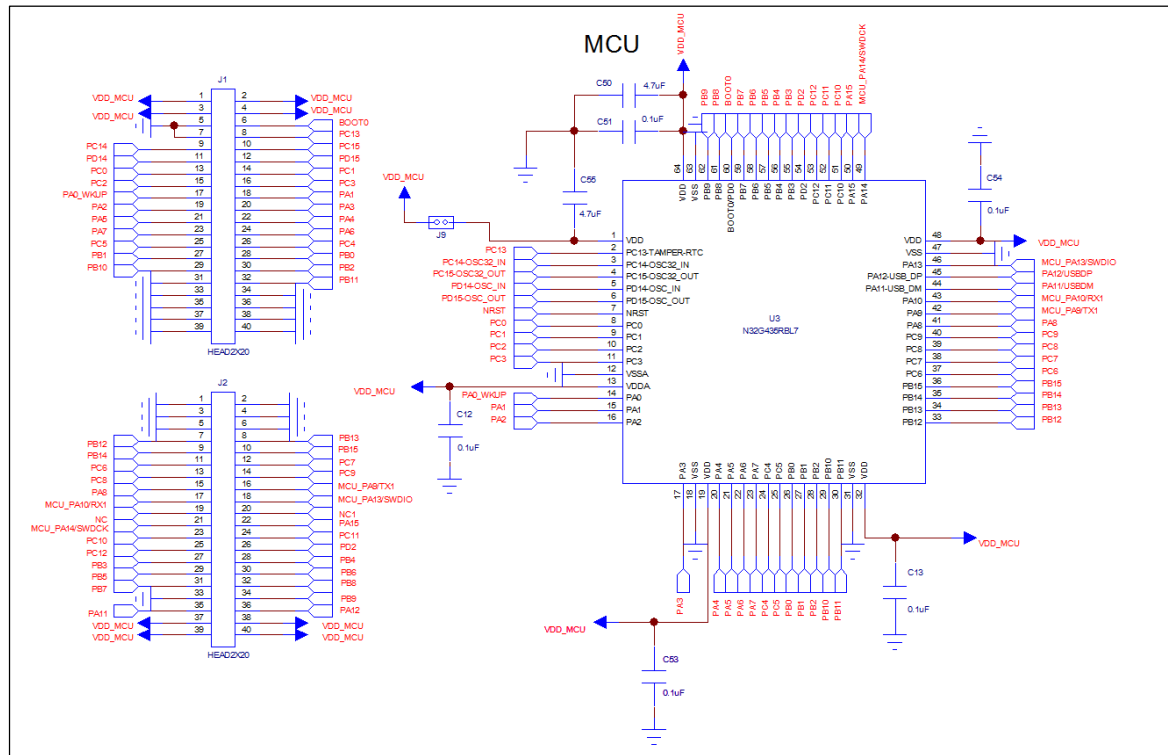 MCU
J1
VDD_MCU 1 2 VDD_MCU
VDD_MCU 3 4 VDD_MCU
5 6 BOOT0
7 8 PC13
PC14 9 10 PC15
PD14 11 12 PD15
PC0 13 14 PC1
PC2 15 16 PC3
PA0_WKUP 17 18 PA1
PA2 19 20 PA3
PA5 21 22 PA4
PA7 23 24 PA6
PC5 25 26 PC4
PB1 27 28 PB0
PB10 29 30 PB2
31 32 PB11
33 34
35 36
37 38
39 40
HEAD2X20
J2
1 2
3 4
5 6
PB12 7 8 PB13
PB14 9 10 PB15
PC6 11 12 PC7
PC8 13 14 PC9
PA8 15 16 MCU_PA9/TX1
MCU_PA10/RX1 17 18 MCU_PA13/SWDIO
NC 19 20 NC1
MCU_PA14/SWDCK 21 22 PA15
PC10 23 24 PC11
PC12 25 26 PD2
PB3 27 28 PB4
PB5 29 30 PB6
PB7 31 32 PB8
33 34 PB9
PA11 35 36 PA12
VDD_MCU 37 38 VDD_MCU
VDD_MCU 39 40 VDD_MCU
HEAD2X20
VDD_MCU
C50
4.7uF
C51
0.1uF
C55
4.7uF
VDD_MCU
J9
PB9 PB8 BOOT0 PB7 PB6 PB5 PB4 PB3 PD2 PC12 PC11 PC10 PA15 MCU_PA14/SWDCK
64 63 62 61 60 59 58 57 56 55 54 53 52 51 50 49
VDD VSS PB9 PB8 BOOT0/PD0 PB7 PB6 PB5 PB4 PB3 PD2 PC12 PC11 PC10 PA15 PA14
C54
0.1uF
VDD_MCU
1 VDD
PC13 2 PC13-TAMPER-RTC
PC14-OSC32_IN 3 PC14-OSC32_IN
PC15-OSC32_OUT 4 PC15-OSC32_OUT
PD14-OSC_IN 5 PD14-OSC_IN
PD15-OSC_OUT 6 PD15-OSC_OUT
NRST 7 NRST
PC0 8 PC0
PC1 9 PC1
PC2 10 PC2
PC3 11 PC3
12 VSSA
VDD_MCU 13 VDDA
PA0_WKUP 14 PA0
PA1 15 PA1
PA2 16 PA2
C12
0.1uF
U3
N32G435RBL7
VDD 48
VSS 47
PA13 46 MCU_PA13/SWDIO
PA12-USB_DP 45 PA12/USBDP
PA11-USB_DM 44 PA11/USBDM
PA10 43 MCU_PA10/RX1
PA9 42 MCU_PA9/TX1
PA8 41 PA8
PC9 40 PC9
PC8 39 PC8
PC7 38 PC7
PC6 37 PC6
PB15 36 PB15
PB14 35 PB14
PB13 34 PB13
PB12 33 PB12
PA3 VSS VDD PA4 PA5 PA6 PA7 PC4 PC5 PB0 PB1 PB2 PB10 PB11 VSS VDD
17 18 19 20 21 22 23 24 25 26 27 28 29 30 31 32
PA3 PA4 PA5 PA6 PA7 PC4 PC5 PB0 PB1 PB2 PB10 PB11
VDD_MCU
C13
0.1uF
VDD_MCU
C53
0.1uF